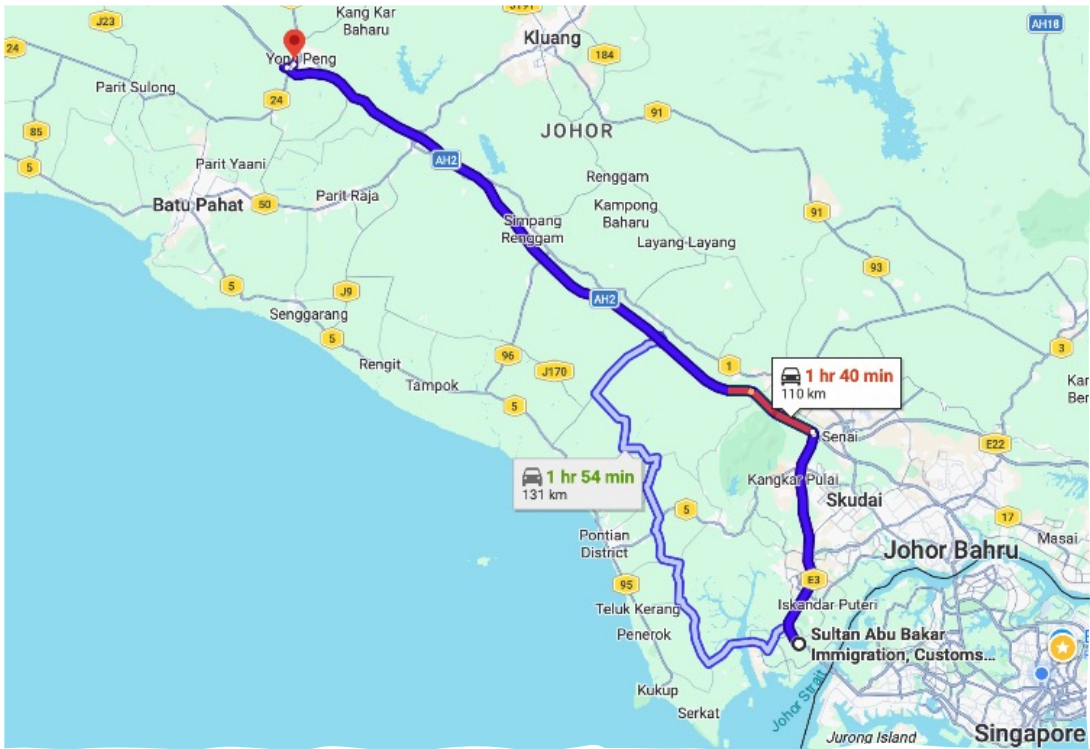 J23
Kang Kar
Baharu
J191
Kluang
AH18
24
184
Yong Peng
Parit Sulong
24
91
85
JOHOR
5
Parit Yaani
AH2
Renggam
Parit Raja
Batu Pahat
50
Kampong
Baharu
91
Simpang
Renggam
Layang-Layang
93
5
J9
AH2
Senggarang
5
3
96
1
Rengit
J170
1 hr 40 min
110 km
Tampok
5
Senai
E22
1 hr 54 min
131 km
Kangkar Pulai
Skudai
5
17
Pontian
District
Masai
Johor Bahru
95
E3
Teluk Kerang
Iskandar Puteri
Penerok
Sultan Abu Bakar
Immigration, Customs...
Kukup
Johor Strait
Serkat
Jurong Island
Singapore